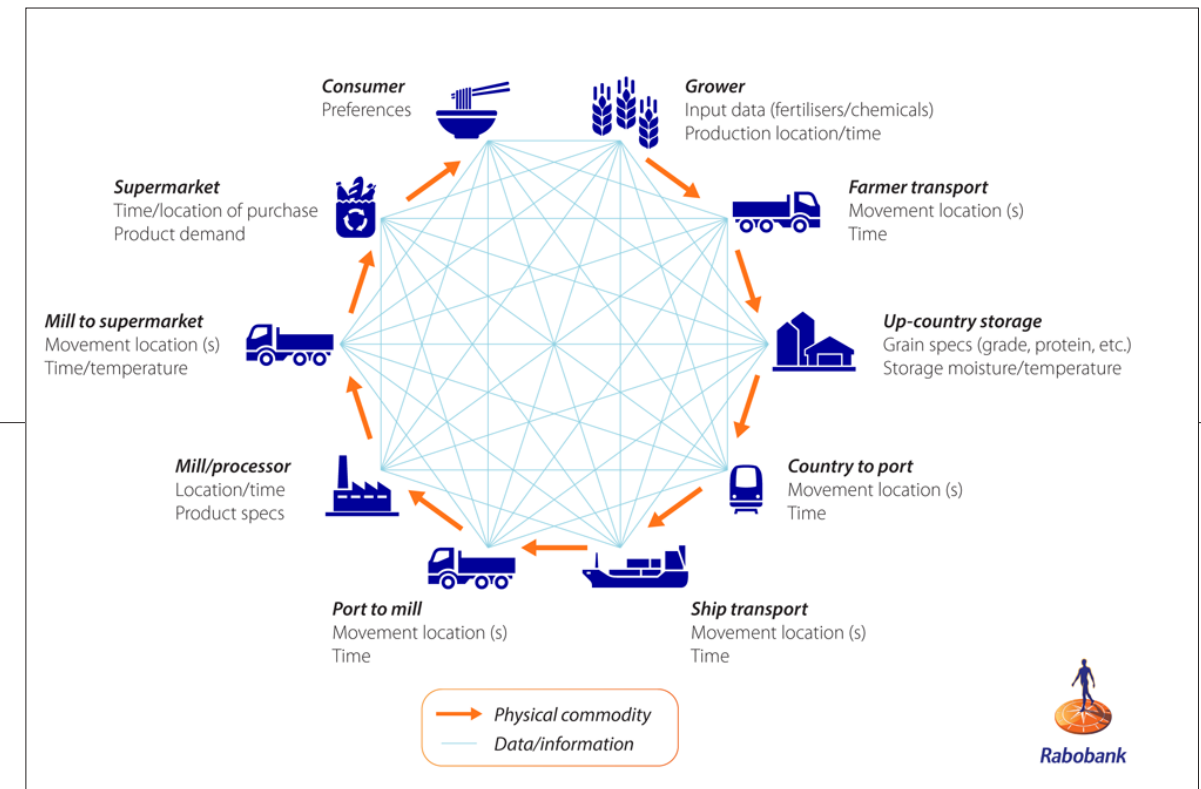 Consumer
Preferences
Grower
Input data (fertilisers/chemicals)
Production location/time
Supermarket
Time/location of purchase
Product demand
Farmer transport
Movement location (s)
Time
Mill to supermarket
Movement location (s)
Time/temperature
Up-country storage
Grain specs (grade, protein, etc.)
Storage moisture/temperature
Mill/processor
Location/time
Product specs
Country to port
Movement location (s)
Time
Port to mill
Movement location (s)
Time
Ship transport
Movement location (s)
Time
Physical commodity
Data/information
Rabobank